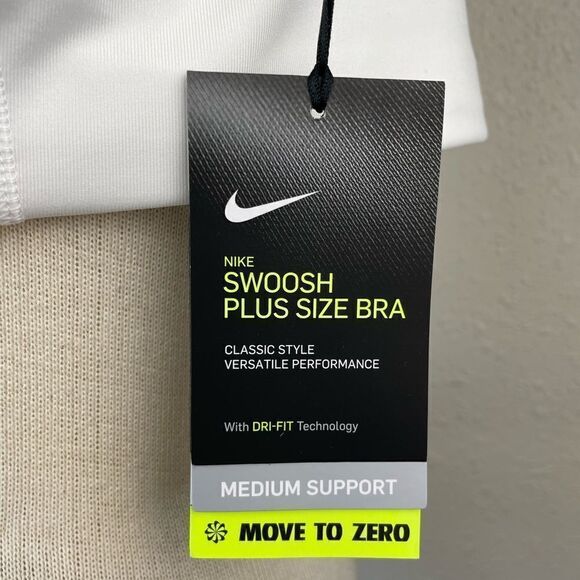 NIKE
SWOOSH
PLUS SIZE BRA
CLASSIC STYLE
VERSATILE PERFORMANCE
With DRI-FIT Technology
MEDIUM SUPPORT
MOVE TO ZERO